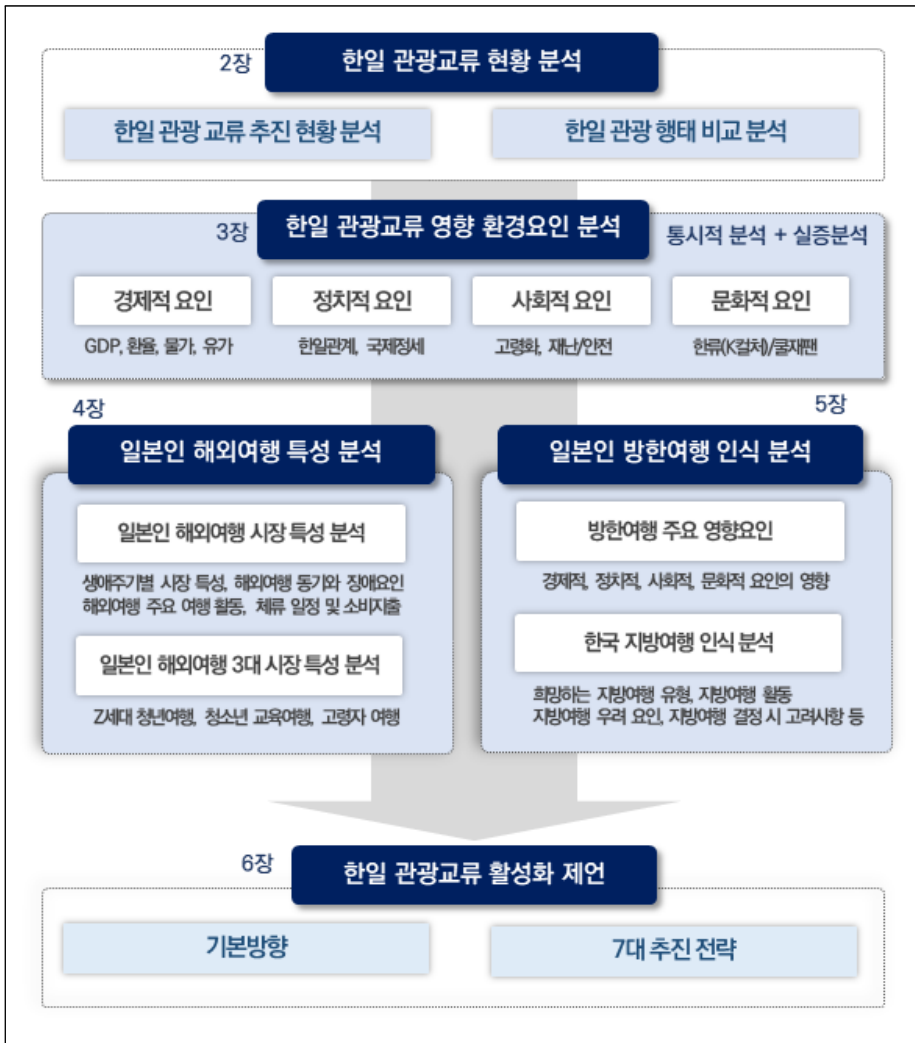 2장
한일 관광교류 현황 분석
한일 관광 교류 추진 현황 분석
한일 관광 행태 비교 분석
3장
한일 관광교류 영향 환경요인 분석
통시적 분석 + 실증분석
경제적 요인
정치적 요인
사회적 요인
문화적 요인
GDP, 환율, 물가, 유가
한일관계, 국제정세
고령화, 재난/안전
한류(K컬처)/쿨재팬
4장
일본인 해외여행 특성 분석
일본인 해외여행 시장 특성 분석
생애주기별 시장 특성, 해외여행 동기와 장애요인
해외여행 주요 여행 활동, 체류 일정 및 소비지출
일본인 해외여행 3대 시장 특성 분석
Z세대 청년여행, 청소년 교육여행, 고령자 여행
5장
일본인 방한여행 인식 분석
방한여행 주요 영향요인
경제적, 정치적, 사회적, 문화적 요인의 영향
한국 지방여행 인식 분석
희망하는 지방여행 유형, 지방여행 활동
지방여행 우려 요인, 지방여행 결정 시 고려사항 등
6장
한일 관광교류 활성화 제언
기본방향
7대 추진 전략